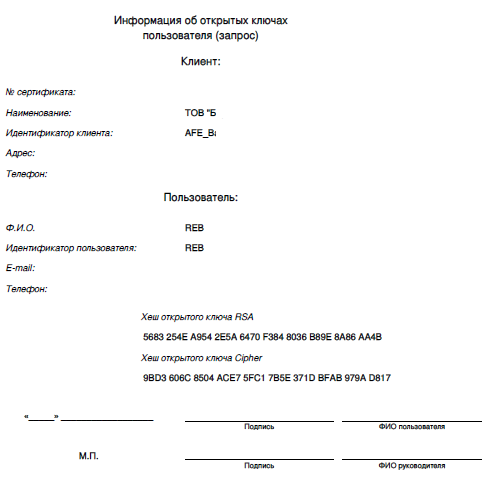 Информация об открытых ключах
пользователя (запрос)
Клиент:
№ сертификата:
Наименование: ТОВ "Б
Идентификатор клиента: AFE_Ba
Адрес:
Телефон:
Пользователь:
Ф.И.О. REB
Идентификатор пользователя: REB
E-mail:
Телефон:
Хеш открытого ключа RSA
5683 254E A954 2E5A 6470 F384 8036 B89E 8A86 AA4B
Хеш открытого ключа Cipher
9BD3 606C 8504 ACE7 5FC1 7B5E 371D BFAB 979A D817
«_____» __________________
Подпись ФИО пользователя
М.П.
Подпись ФИО руководителя